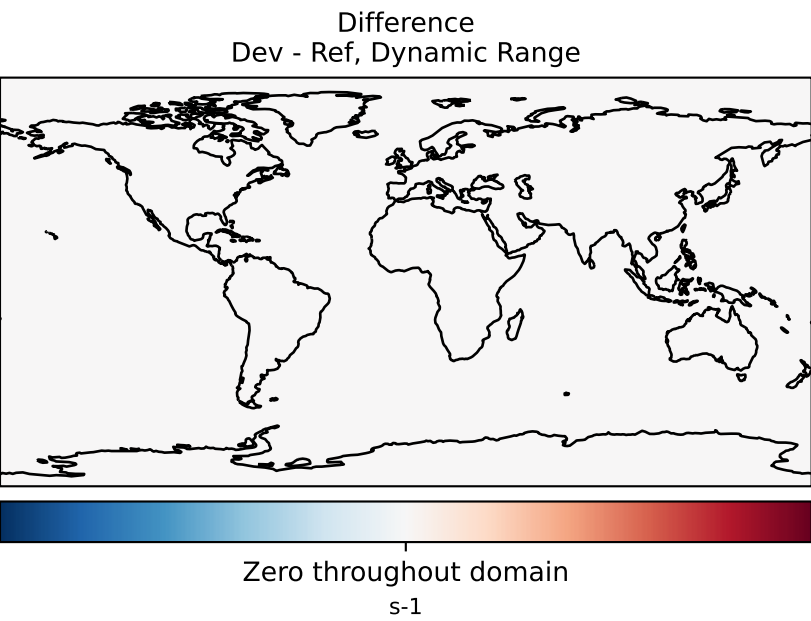 Difference
Dev - Ref, Dynamic Range
Zero throughout domain
s-1